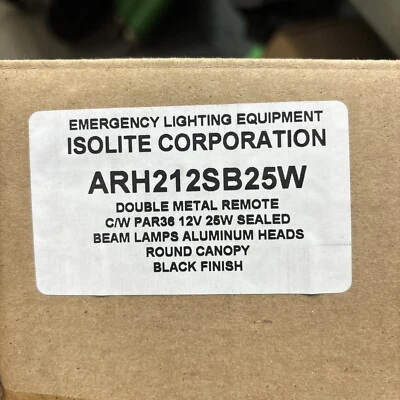 EMERGENCY LIGHTING EQUIPMENT
ISOLITE CORPORATION
ARH212SB25W
DOUBLE METAL REMOTE
C/W PAR36 12V 25W SEALED
BEAM LAMPS ALUMINUM HEADS
ROUND CANOPY
BLACK FINISH